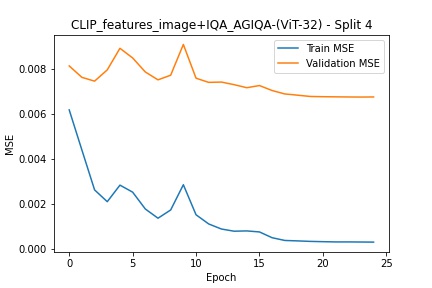 CLIP_features_image+IQA_AGIQA-(ViT-32) - Split 4
Train MSE
Validation MSE
MSE
0.008
0.006
0.004
0.002
0.000
0 5 10 15 20 25
Epoch